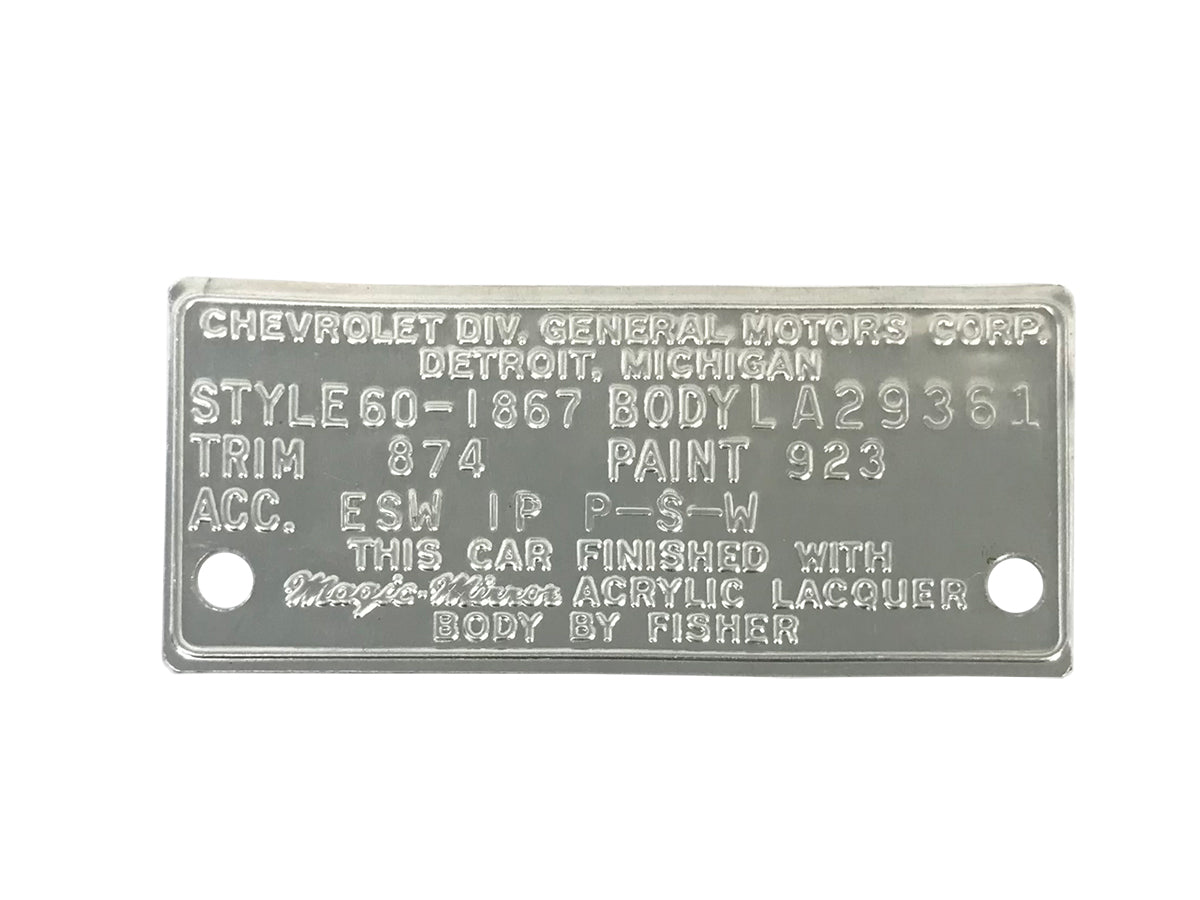 CHEVROLET DIV. GENERAL MOTORS CORP.
DETROIT, MICHIGAN
STYLE 60-1867 BODY LA29361
TRIM 874 PAINT 923
ACC. ESW IP P-S-W
THIS CAR FINISHED WITH
Magic-Mirror ACRYLIC LACQUER
BODY BY FISHER